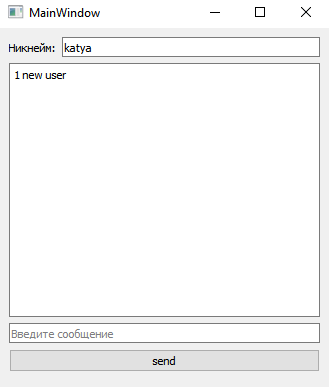 MainWindow
Никнейм: katya
1 new user
Введите сообщение
send